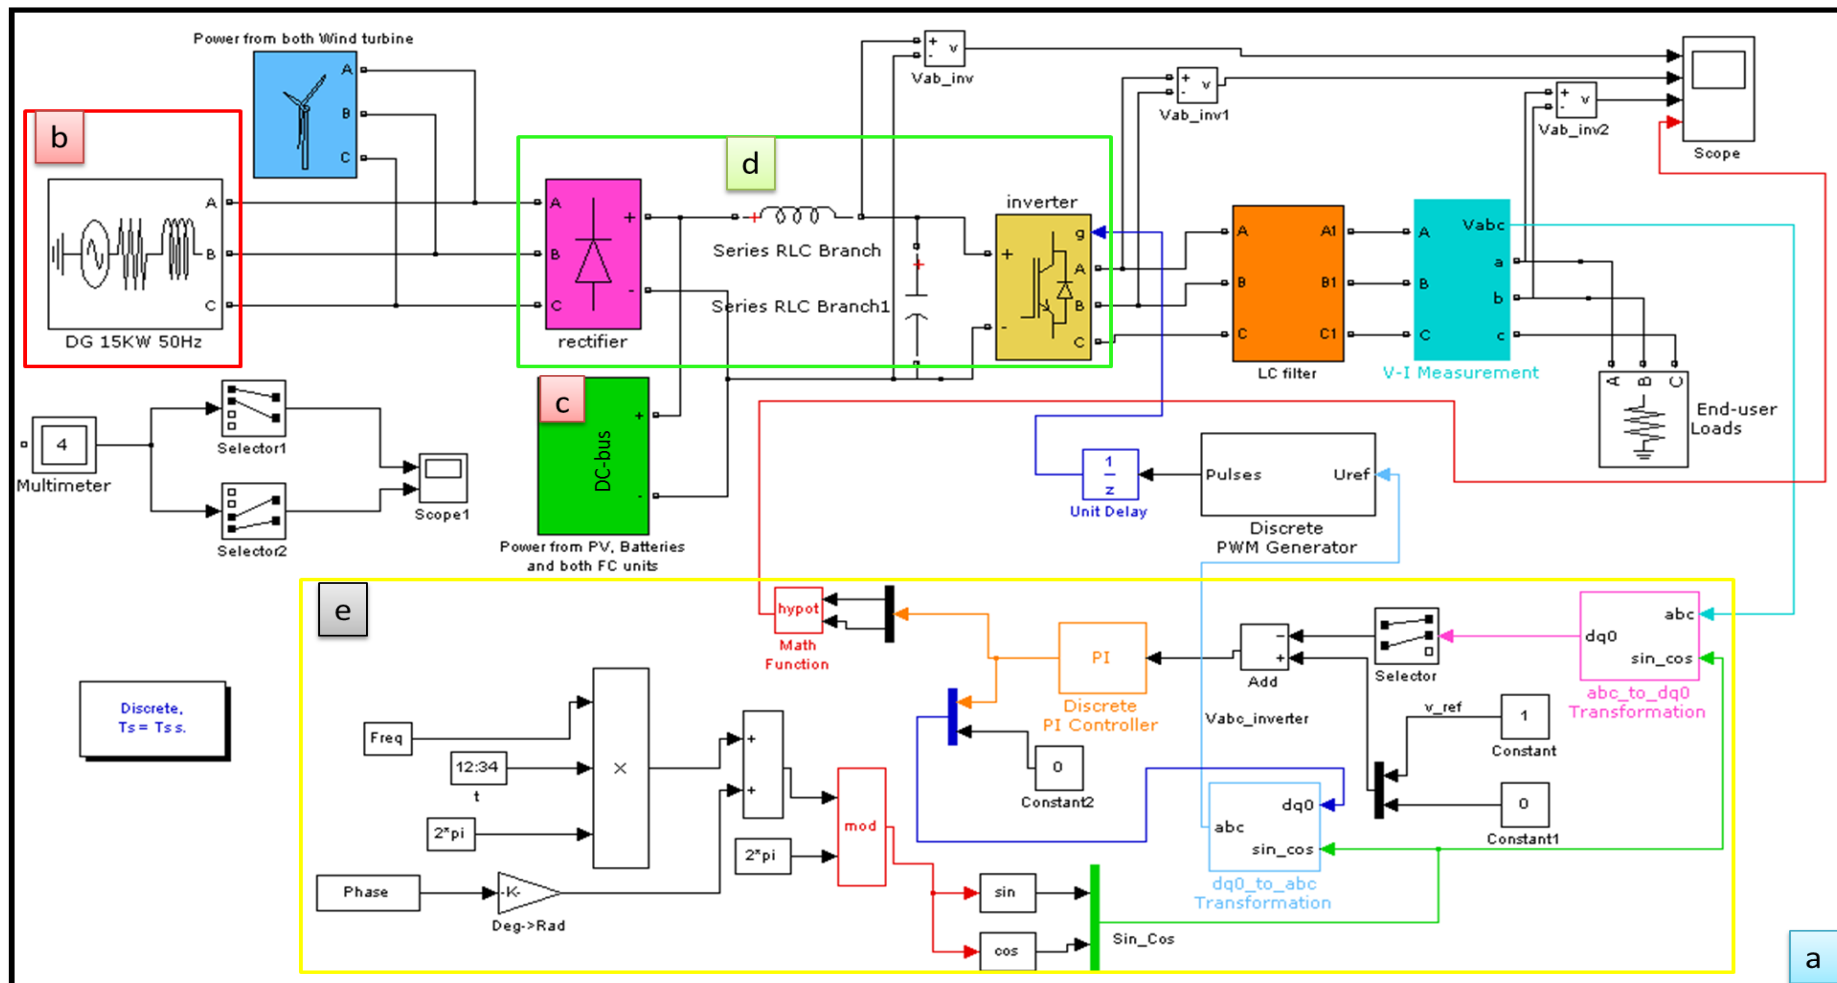 Power from both Wind turbine
A
B
C
b
A
B
C
DG 15KW 50Hz
d
A
B
C
+
-
rectifier
+
Series RLC Branch
+
Series RLC Branch1
inverter
g
+
-
A
B
C
+
-
v
Vab_inv
+
-
v
Vab_inv1
+
-
v
Vab_inv2
Scope
A
B
C
A1
B1
C1
LC filter
A
B
C
Vabc
a
b
c
V-I Measurement
A
B
C
End-user
Loads
4
Multimeter
Selector1
Selector2
Scope1
c
DC-bus
+
-
Power from PV, Batteries
and both FC units
1
z
Unit Delay
Pulses
Uref
Discrete
PWM Generator
e
hypot
Math
Function
PI
Discrete
PI Controller
-
+
Add
Vabc_inverter
Selector
abc
dq0
sin_cos
abc_to_dq0
Transformation
v_ref
1
Constant
0
Constant1
0
Constant2
dq0
abc
sin_cos
dq0_to_abc
Transformation
Discrete,
Ts = Ts s.
Freq
12:34
t
2*pi
×
Phase
-K-
Deg->Rad
+
+
2*pi
mod
sin
cos
Sin_Cos
a